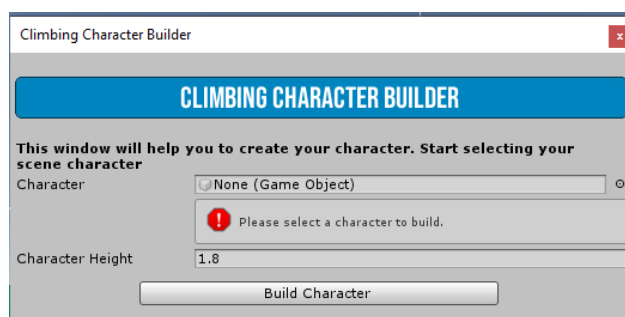 Climbing Character Builder
x
CLIMBING CHARACTER BUILDER
This window will help you to create your character. Start selecting your
scene character
Character
None (Game Object)
Please select a character to build.
Character Height
1.8
Build Character